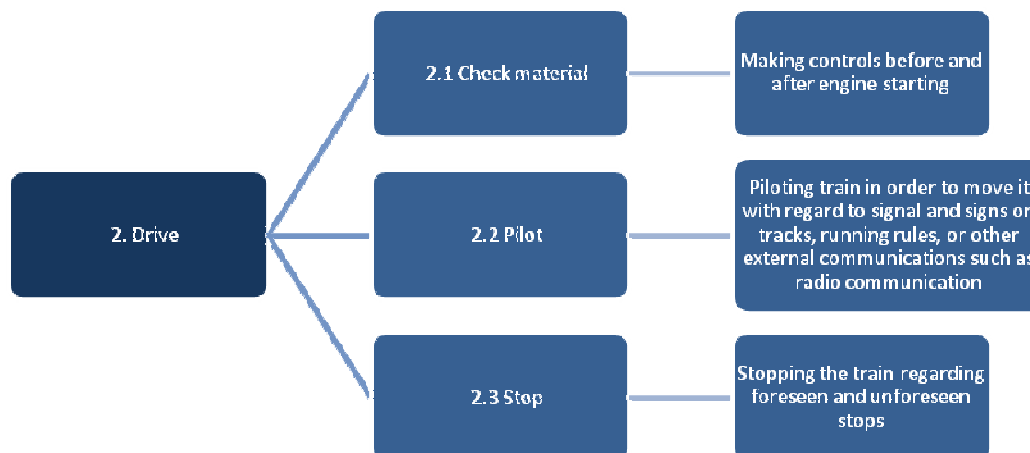 2.1 Check material
Making controls before and
after engine starting
2. Drive
2.2 Pilot
Piloting train in order to move it
with regard to signal and signs on
tracks, running rules, or other
external communications such as
radio communication
2.3 Stop
Stopping the train regarding
foreseen and unforeseen
stops